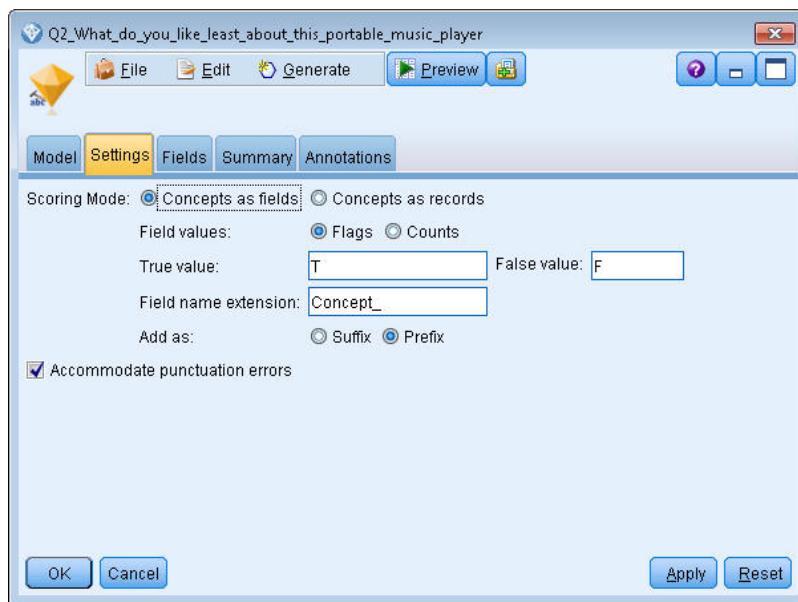 Q2_What_do_you_like_least_about_this_portable_music_player
File Edit Generate Preview
abc
Model Settings Fields Summary Annotations
Scoring Mode: Concepts as fields Concepts as records
Field values: Flags Counts
True value: T False value: F
Field name extension: Concept_
Add as: Suffix Prefix
Accommodate punctuation errors
OK Cancel Apply Reset